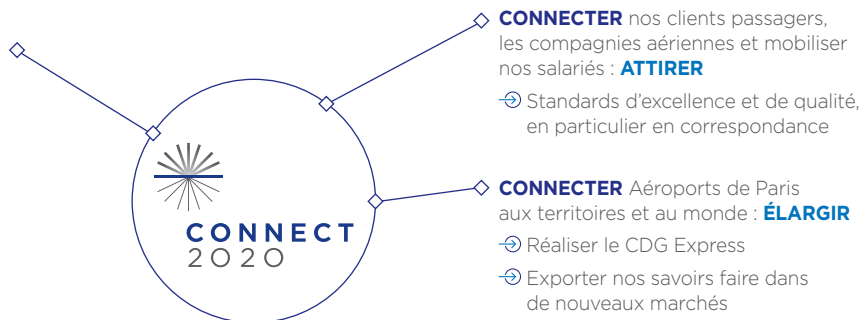 CONNECTER nos clients passagers,
les compagnies aériennes et mobiliser
nos salariés : ATTIRER
Standards d’excellence et de qualité,
en particulier en correspondance
CONNECT
2020
CONNECTER Aéroports de Paris
aux territoires et au monde : ÉLARGIR
Réaliser le CDG Express
Exporter nos savoirs faire dans
de nouveaux marchés